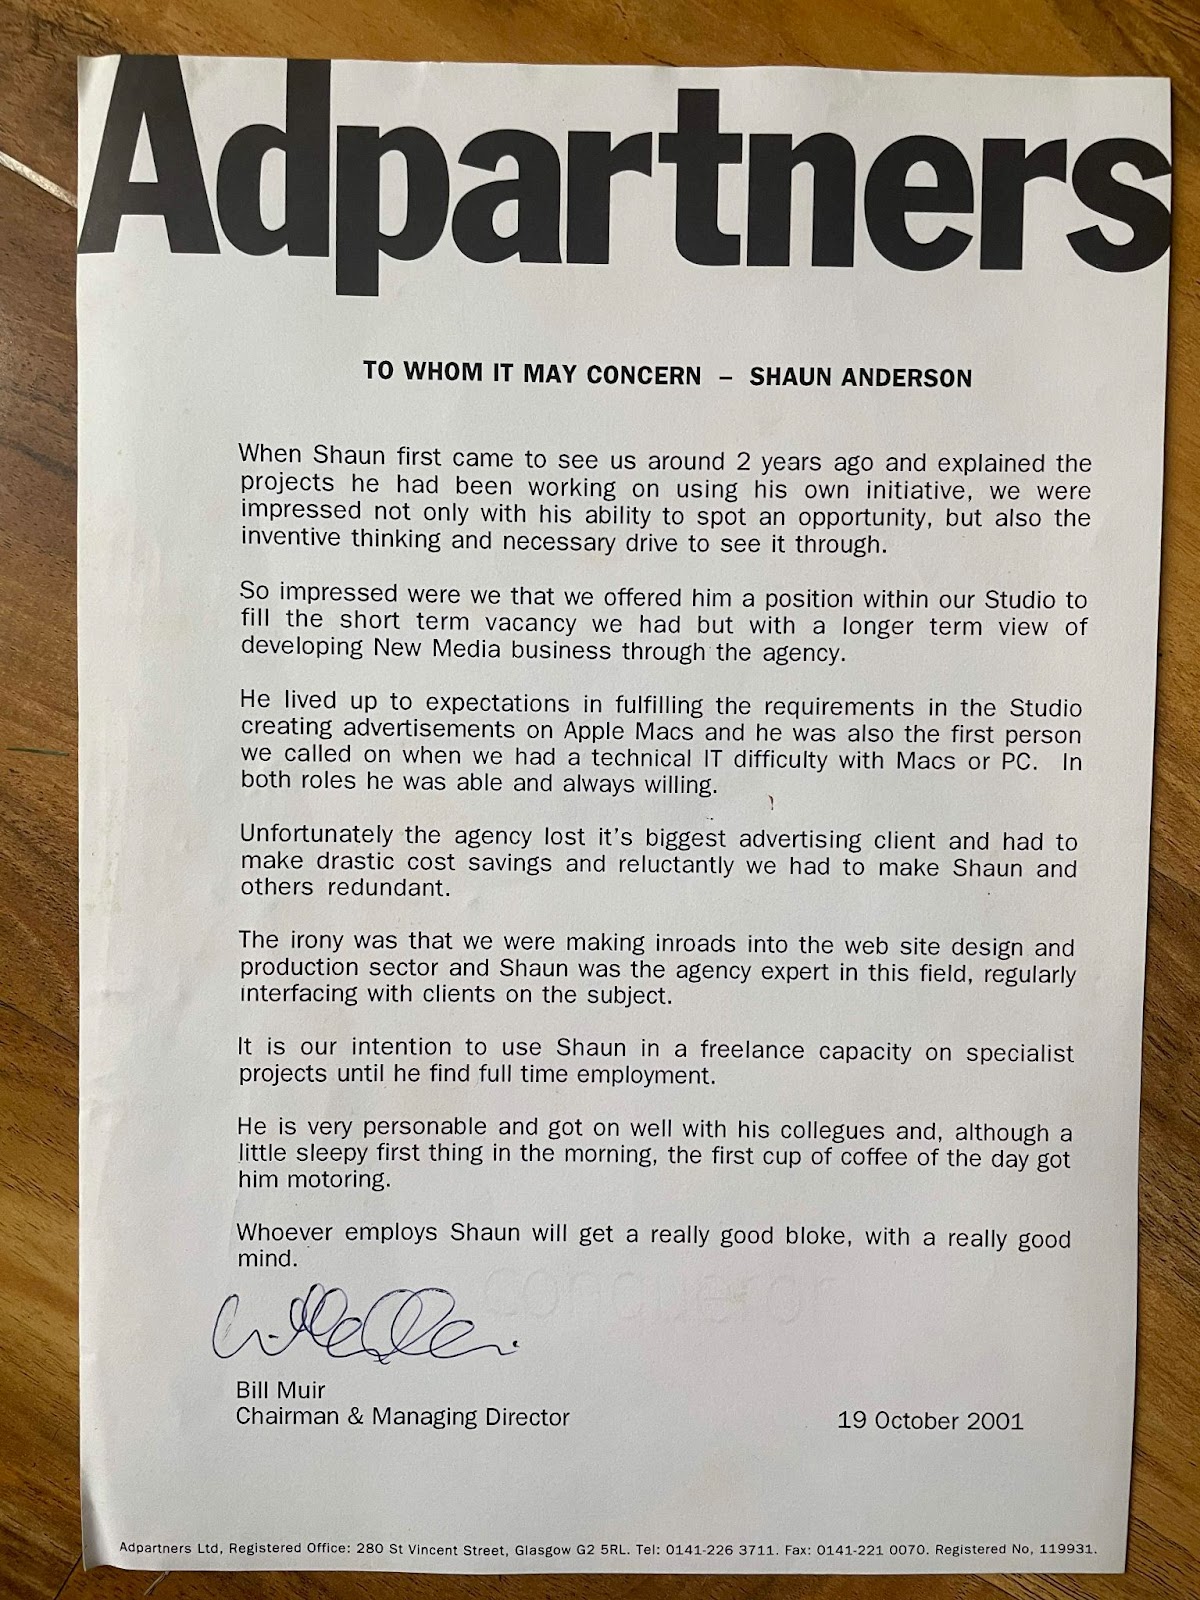 Adpartners
TO WHOM IT MAY CONCERN – SHAUN ANDERSON
When Shaun first came to see us around 2 years ago and explained the
projects he had been working on using his own initiative, we were
impressed not only with his ability to spot an opportunity, but also the
inventive thinking and necessary drive to see it through.
So impressed were we that we offered him a position within our Studio to
fill the short term vacancy we had but with a longer term view of
developing New Media business through the agency.
He lived up to expectations in fulfilling the requirements in the Studio
creating advertisements on Apple Macs and he was also the first person
we called on when we had a technical IT difficulty with Macs or PC. In
both roles he was able and always willing.
Unfortunately the agency lost it's biggest advertising client and had to
make drastic cost savings and reluctantly we had to make Shaun and
others redundant.
The irony was that we were making inroads into the web site design and
production sector and Shaun was the agency expert in this field, regularly
interfacing with clients on the subject.
It is our intention to use Shaun in a freelance capacity on specialist
projects until he find full time employment.
He is very personable and got on well with his collegues and, although a
little sleepy first thing in the morning, the first cup of coffee of the day got
him motoring.
Whoever employs Shaun will get a really good bloke, with a really good
mind.
conqueror
Bill Muir
Chairman & Managing Director
19 October 2001
Adpartners Ltd, Registered Office: 280 St Vincent Street, Glasgow G2 5RL. Tel: 0141-226 3711. Fax: 0141-221 0070. Registered No, 119931.